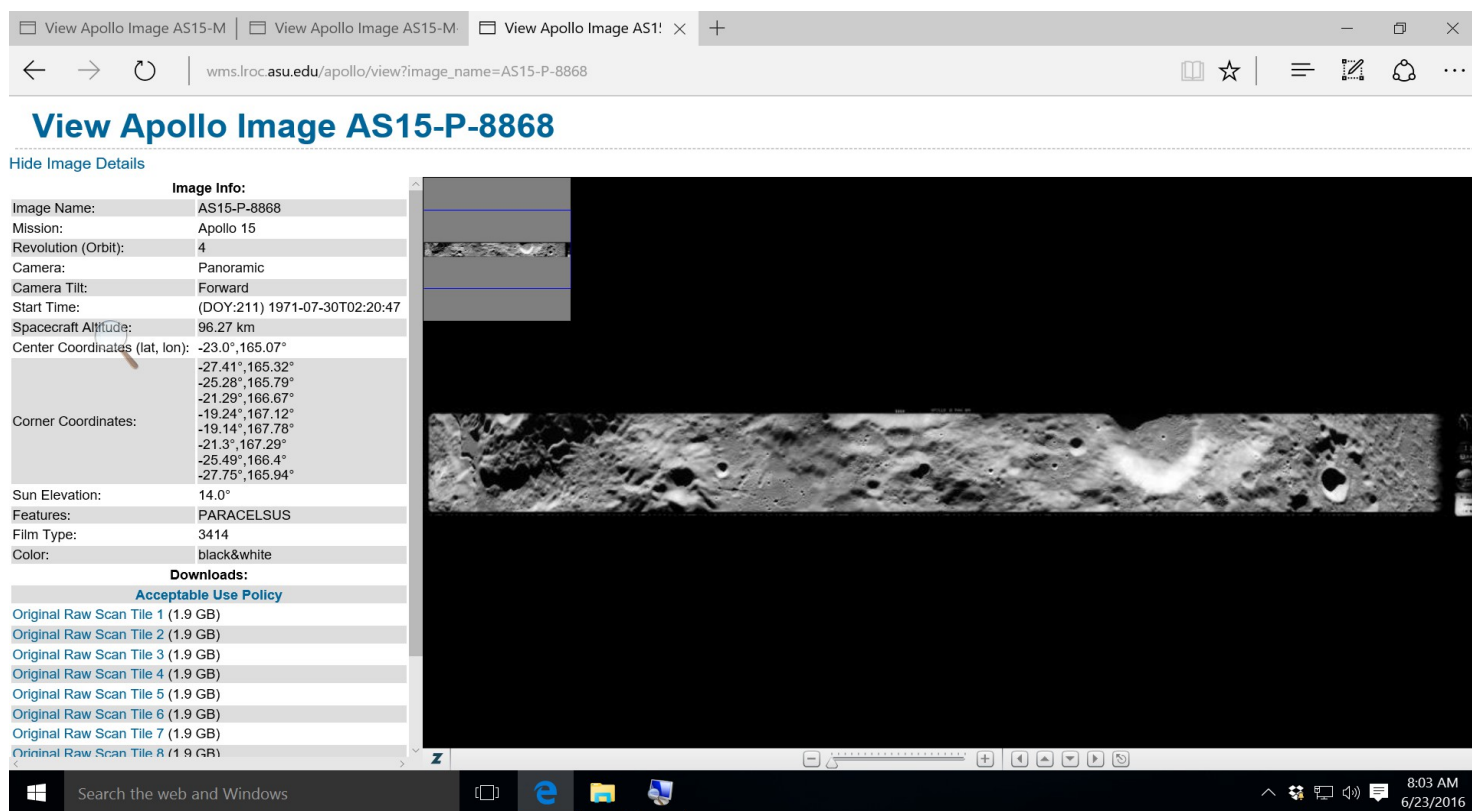 View Apollo Image AS15-M
View Apollo Image AS15-M
View Apollo Image AS1
wms.lroc.asu.edu/apollo/view?image_name=AS15-P-8868
View Apollo Image AS15-P-8868
Hide Image Details
Image Info:
Image Name: AS15-P-8868
Mission: Apollo 15
Revolution (Orbit): 4
Camera: Panoramic
Camera Tilt: Forward
Start Time: (DOY:211) 1971-07-30T02:20:47
Spacecraft Altitude: 96.27 km
Center Coordinates (lat, lon): -23.0°,165.07°
Corner Coordinates:
-27.41°,165.32°
-25.28°,165.79°
-21.29°,166.67°
-19.24°,167.12°
-19.14°,167.78°
-21.3°,167.29°
-25.49°,166.4°
-27.75°,165.94°
Sun Elevation: 14.0°
Features: PARACELSUS
Film Type: 3414
Color: black&white
Downloads:
Acceptable Use Policy
Original Raw Scan Tile 1 (1.9 GB)
Original Raw Scan Tile 2 (1.9 GB)
Original Raw Scan Tile 3 (1.9 GB)
Original Raw Scan Tile 4 (1.9 GB)
Original Raw Scan Tile 5 (1.9 GB)
Original Raw Scan Tile 6 (1.9 GB)
Original Raw Scan Tile 7 (1.9 GB)
Original Raw Scan Tile 8 (1.9 GB)
Z
Search the web and Windows
8:03 AM
6/23/2016